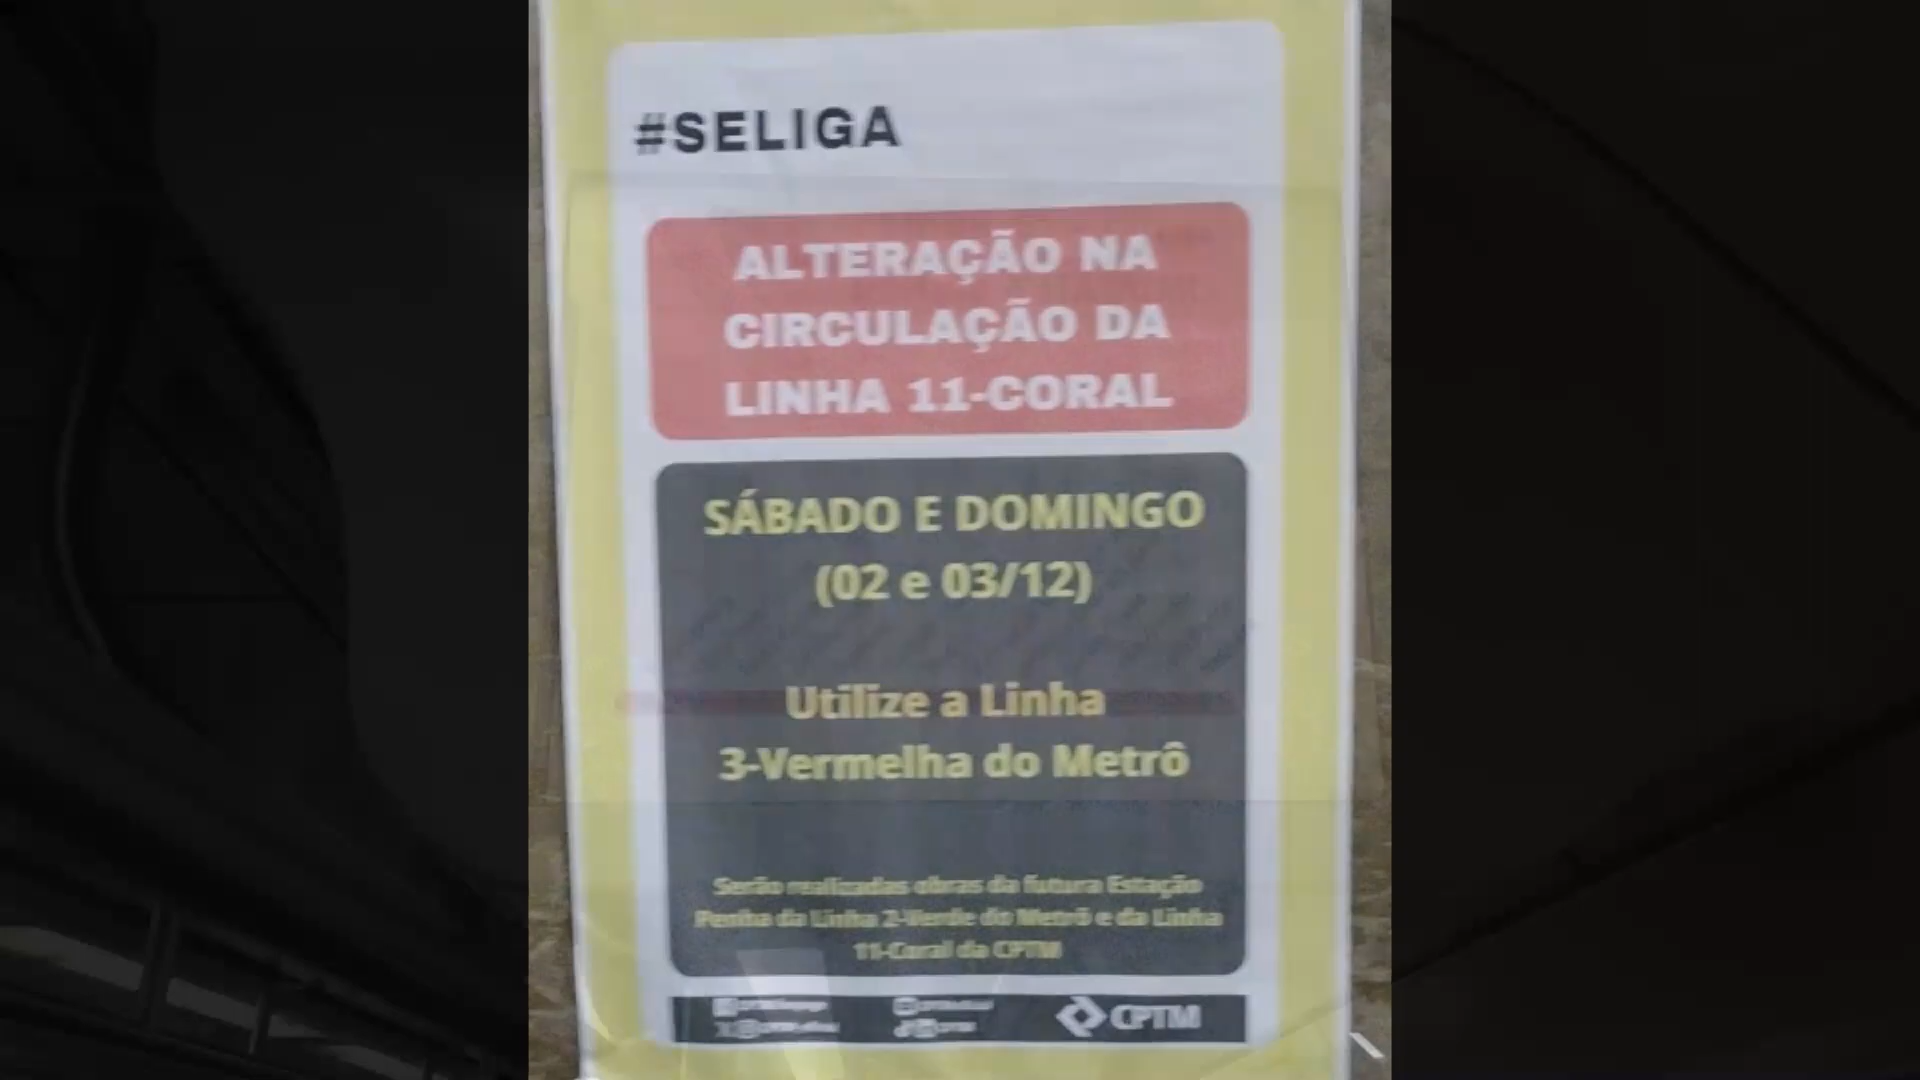 #SELIGA
ALTERAÇÃO NA
CIRCULAÇÃO DA
LINHA 11-CORAL
SÁBADO E DOMINGO
(02 e 03/12)
Utilize a Linha
3-Vermelha do Metrô
Serão realizadas obras da futura Estação
Penha da Linha 2-Verde do Metrô e da Linha
11-Coral da CPTM
CPTM